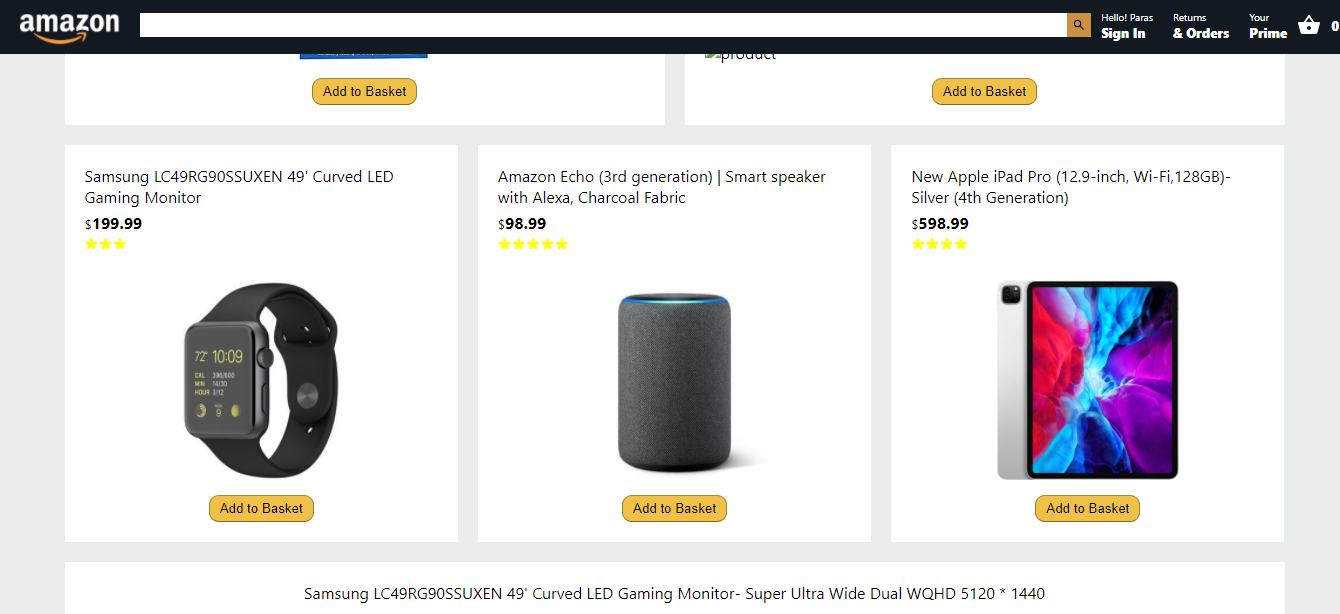 amazon
Hello! Paras
Sign In
Returns
& Orders
Your
Prime
0
product
Add to Basket
Add to Basket
Samsung LC49RG90SSUXEN 49' Curved LED
Gaming Monitor
$199.99
72° 10:09
CAL 396/600
MIN 14/30
HOUR 3/12
9
Add to Basket
Amazon Echo (3rd generation) | Smart speaker
with Alexa, Charcoal Fabric
$98.99
Add to Basket
New Apple iPad Pro (12.9-inch, Wi-Fi,128GB)-
Silver (4th Generation)
$598.99
Add to Basket
Samsung LC49RG90SSUXEN 49' Curved LED Gaming Monitor- Super Ultra Wide Dual WQHD 5120 * 1440